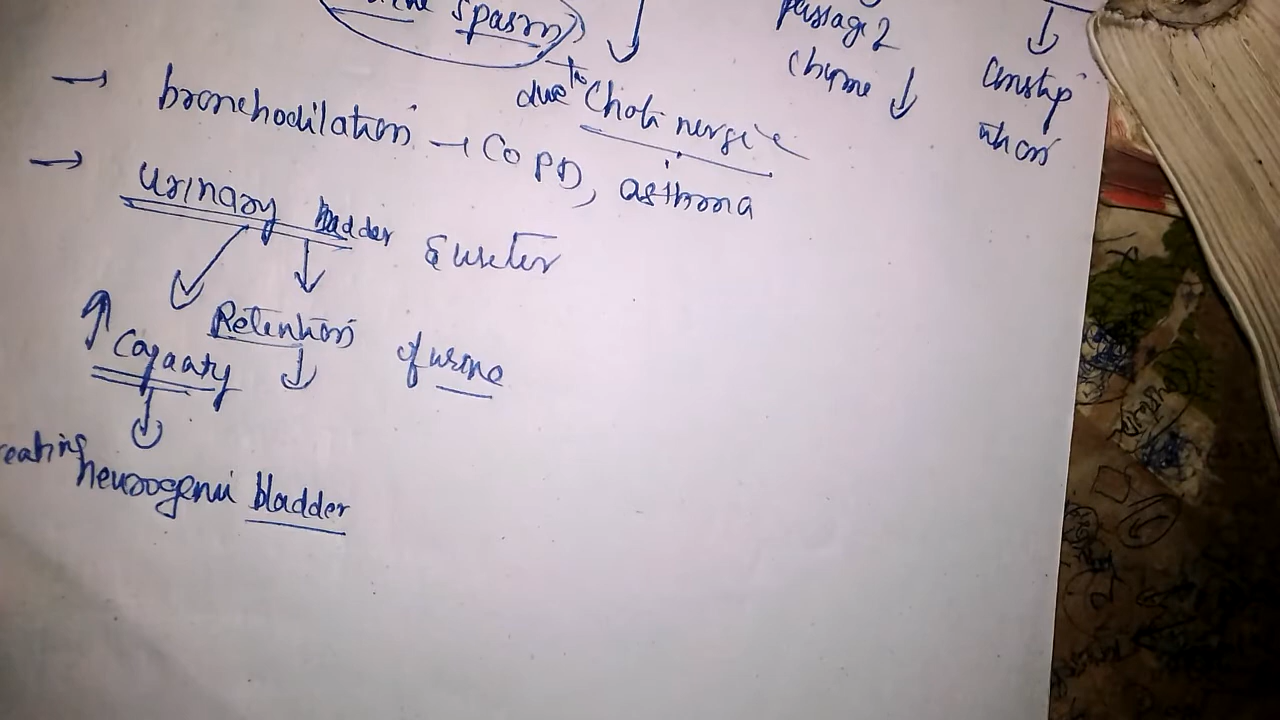 spasm)
passage
chyme ↓
constip
ation
due to Cholinergic
→ bronchodilation → COPD, asthma
→ urinary bladder & ureter
↑ Capacity
Retention of urine
neurogenic bladder